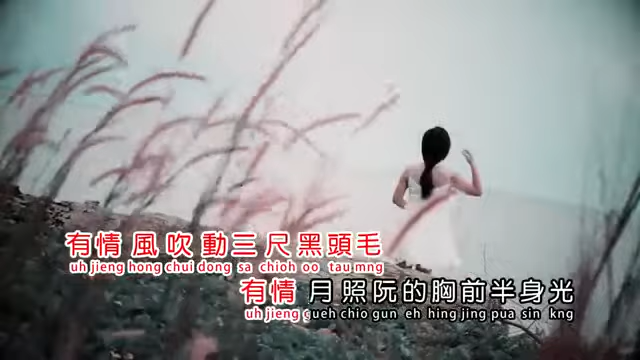 有情風吹動三尺黑頭毛
uh jieng hong chui dong sa chioh oo tau mng
有情月照阮的胸前半身光
uh jieng gueh chio gun eh hing jing pua sin kng